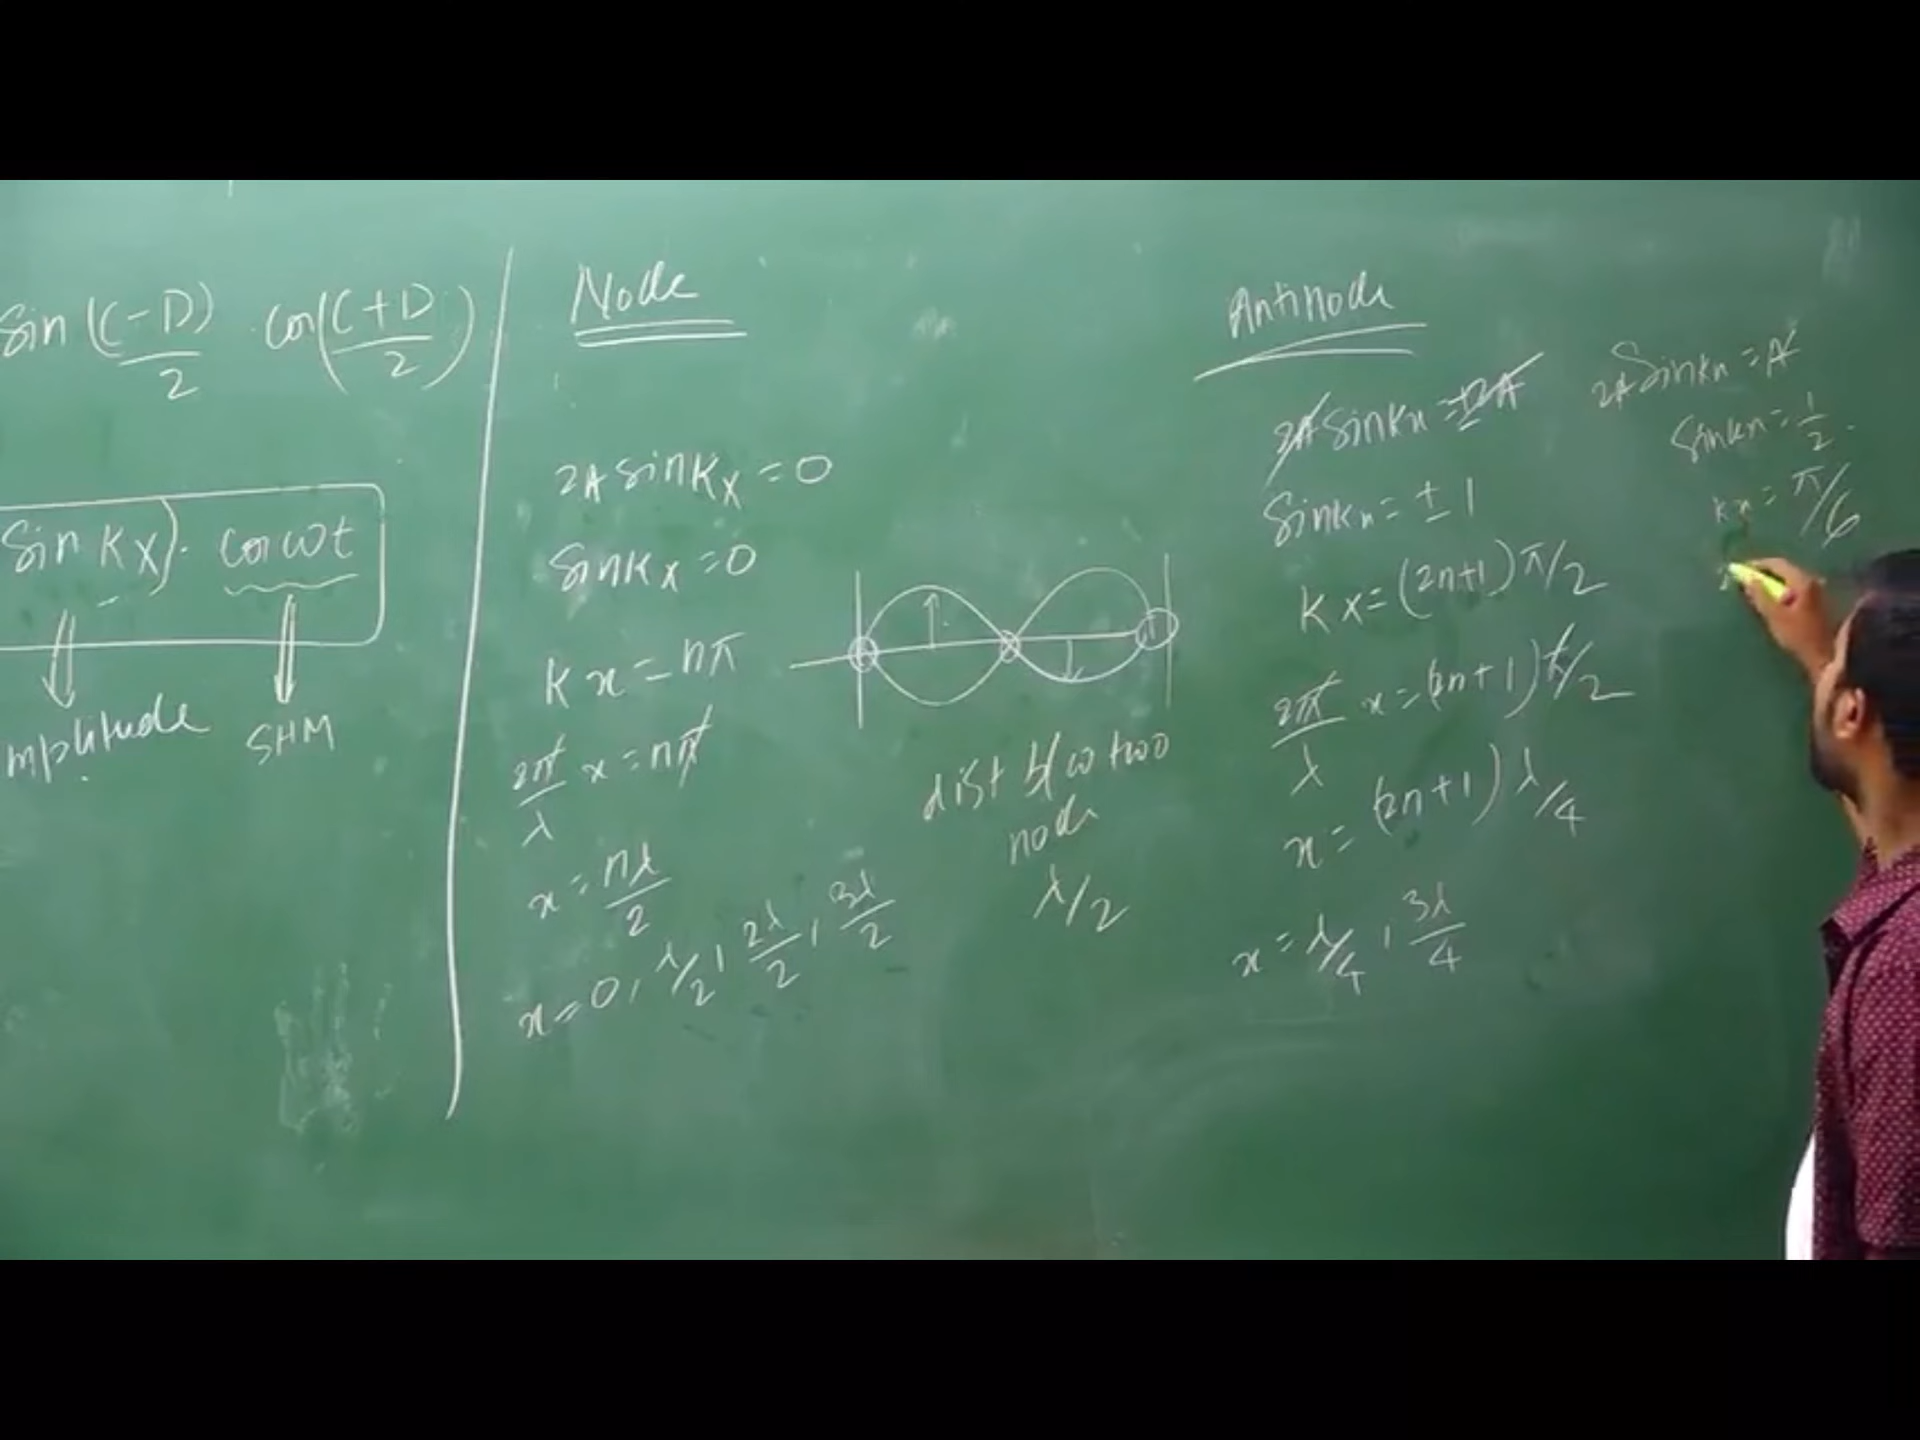 sin (C-D)/2 cos((C+D)/2)
sin kx). cos ωt
mplitude
SHM
Node
2A sin kx = 0
sin kx = 0
kx = nπ
2π/λ x = nπ
x = nλ/2
x = 0, λ/2, 2λ/2, 3λ/2
dist b/w two
node
λ/2
Antinode
2A sin kx = ±2A
sin kx = ± 1
kx = (2n+1)π/2
2π/λ x = (2n+1)π/2
x = (2n+1)λ/4
x = λ/4, 3λ/4
2A sin kx = A
sin kx = 1/2
kx = π/6